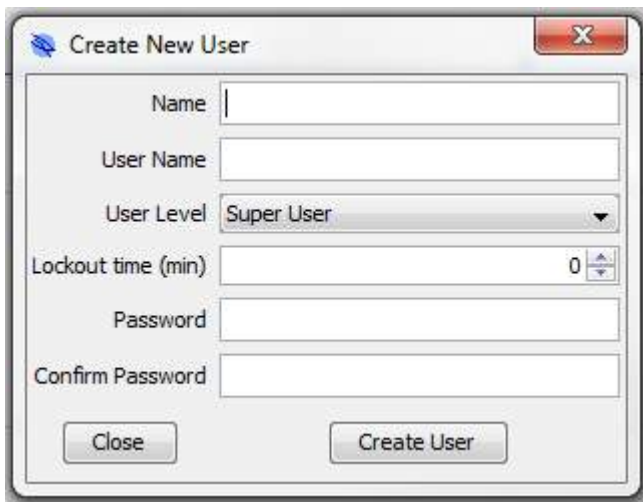 Create New User
Name
User Name
User Level Super User
Lockout time (min) 0
Password
Confirm Password
Close Create User